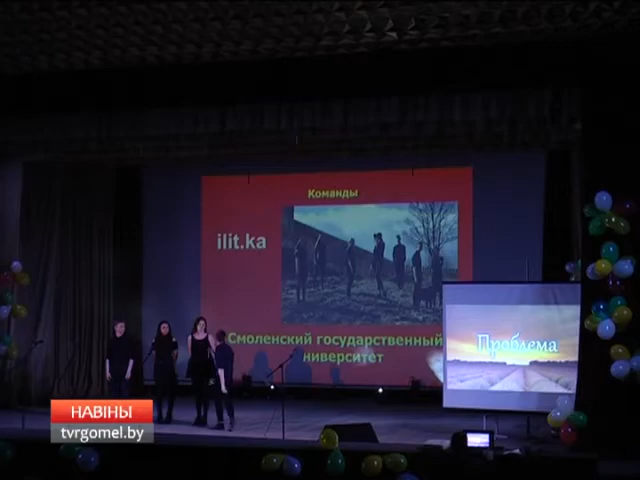 Команды
ilit.ka
Смоленский государственный
ниверситет
Проблема
НАВІНЫ
tvrgomel.by